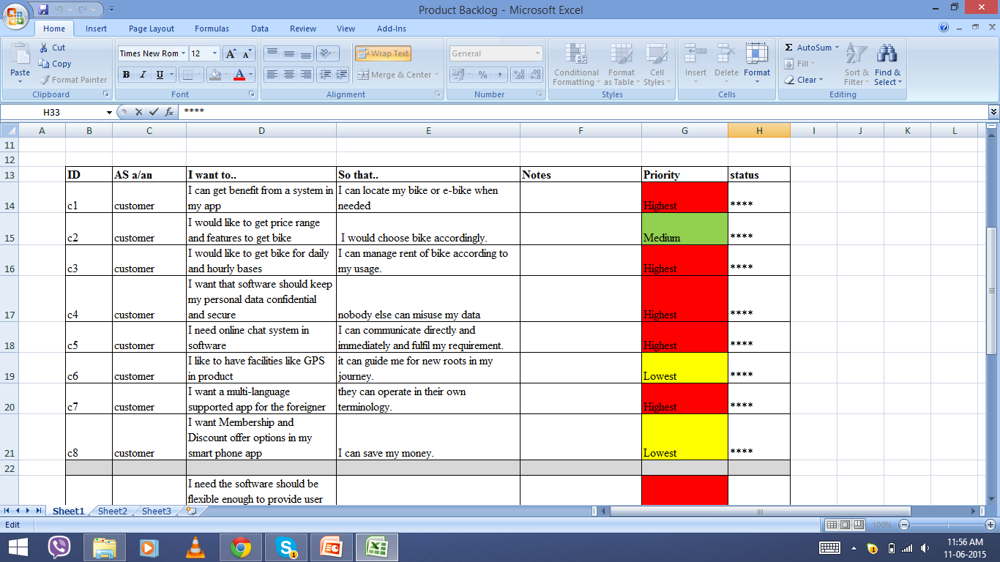 Product Backlog - Microsoft Excel
Home Insert Page Layout Formulas Data Review View Add-Ins
Paste
Cut
Copy
Format Painter
Clipboard
Times New Rom 12
B I U
Font
Wrap Text
Merge & Center
Alignment
General
Number
Conditional Formatting
Format as Table
Cell Styles
Styles
Insert Delete Format
Cells
Σ AutoSum
Fill
Clear
Sort & Filter
Find & Select
Editing
H33 fx ****
A B C D E F G H I J K L
11
12
13 ID AS a/an I want to.. So that.. Notes Priority status
I can get benefit from a system in I can locate my bike or e-bike when
14 c1 customer my app needed Highest ****
I would like to get price range
15 c2 customer and features to get bike I would choose bike accordingly. Medium ****
I would like to get bike for daily I can manage rent of bike according to
16 c3 customer and hourly bases my usage. Highest ****
I want that software should keep
my personal data confidential
17 c4 customer and secure nobody else can misuse my data Highest ****
I need online chat system in I can communicate directly and
18 c5 customer software immediately and fulfil my requirement. Highest ****
I like to have facilities like GPS it can guide me for new roots in my
19 c6 customer in product journey. Lowest ****
I want a multi-language they can operate in their own
20 c7 customer supported app for the foreigner terminology. Highest ****
I want Membership and
Discount offer options in my
21 c8 customer smart phone app I can save my money. Lowest ****
22
I need the software should be
flexible enough to provide user
Sheet1 Sheet2 Sheet3
Edit 100%
11:56 AM
11-06-2015